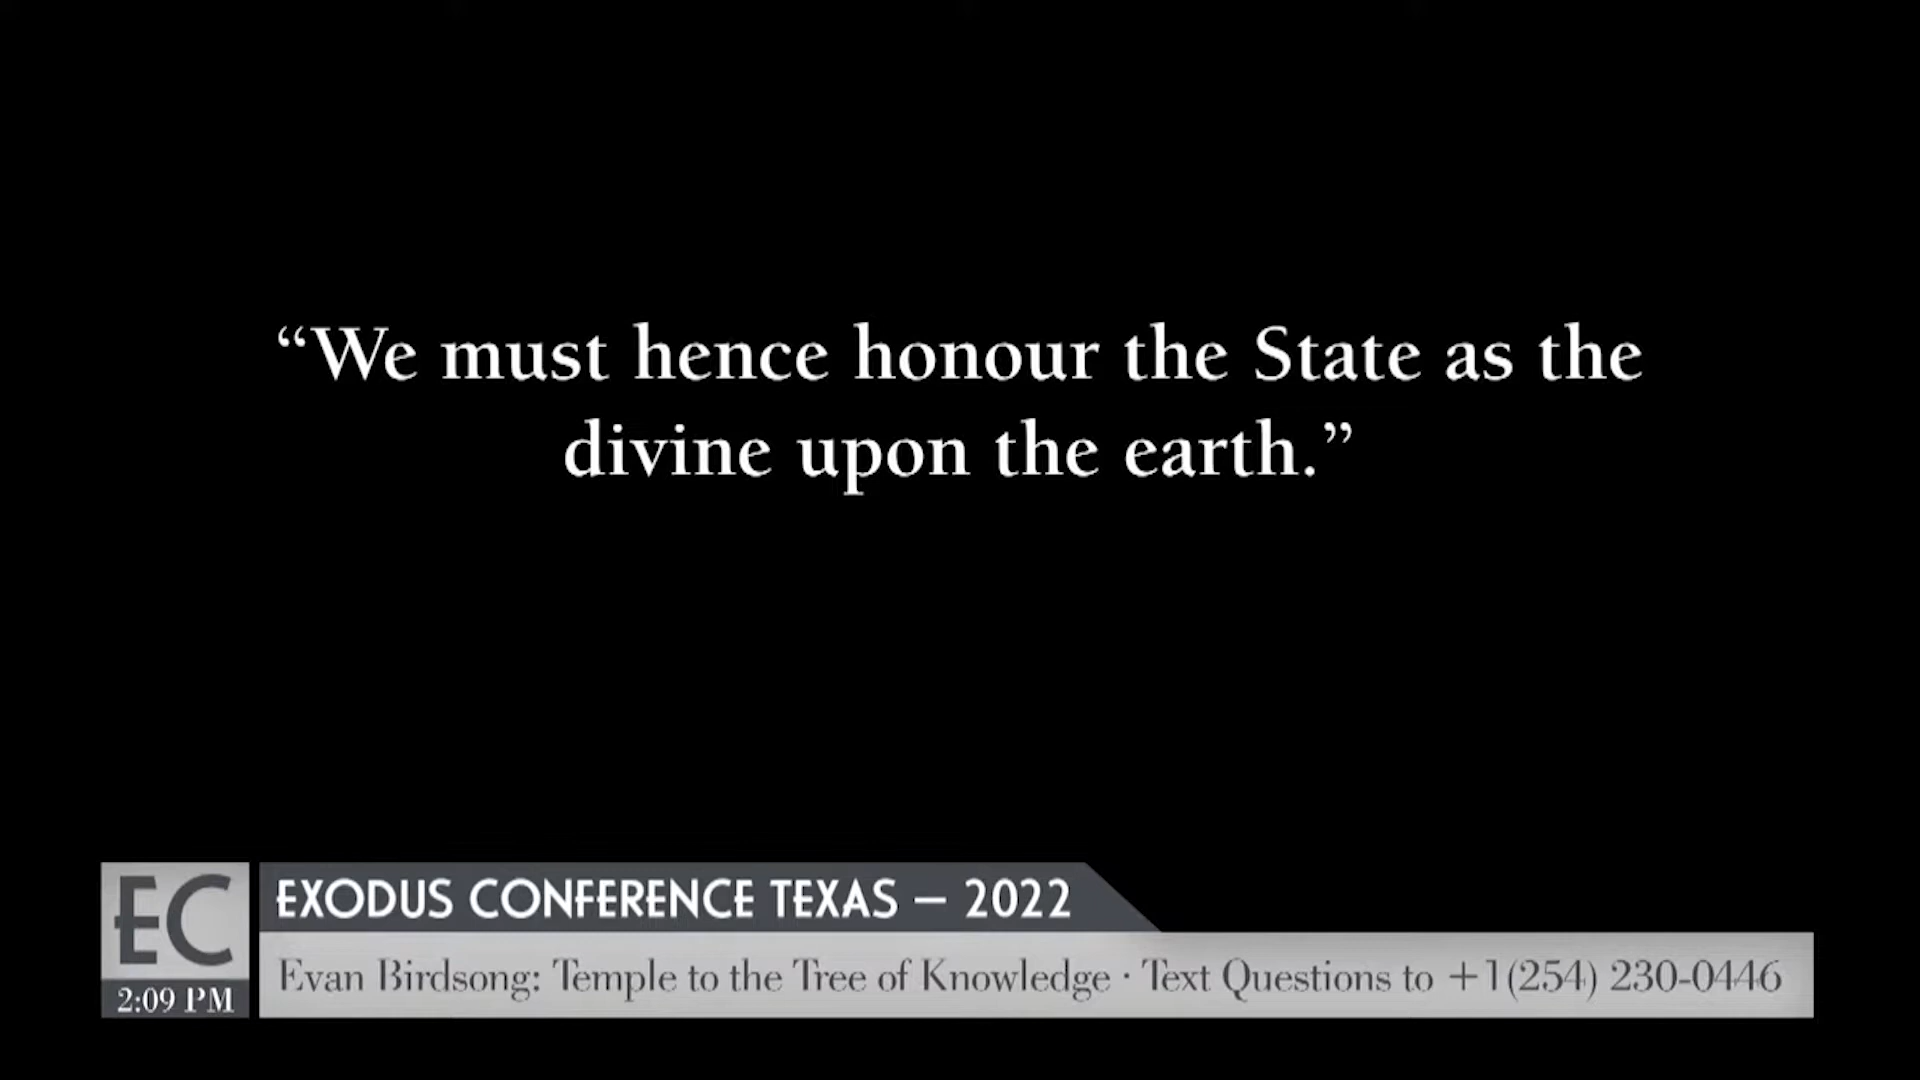 “We must hence honour the State as the
divine upon the earth.”
EC
EXODUS CONFERENCE TEXAS – 2022
2:09 PM
Evan Birdsong: Temple to the Tree of Knowledge · Text Questions to +1(254) 230-0446